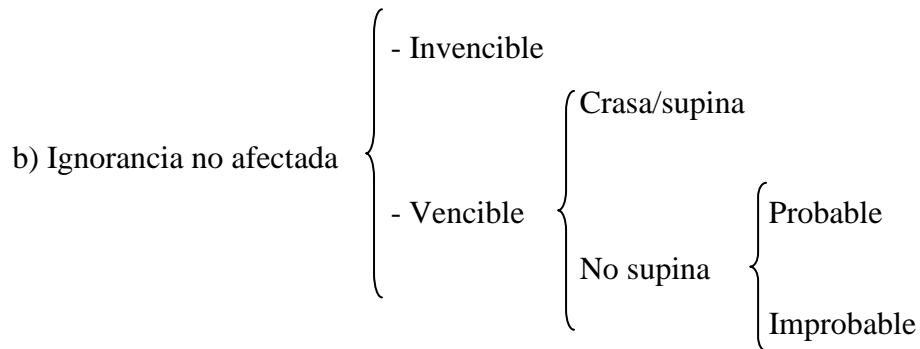 b) Ignorancia no afectada
- Invencible
- Vencible
Crasa/supina
No supina
Probable
Improbable